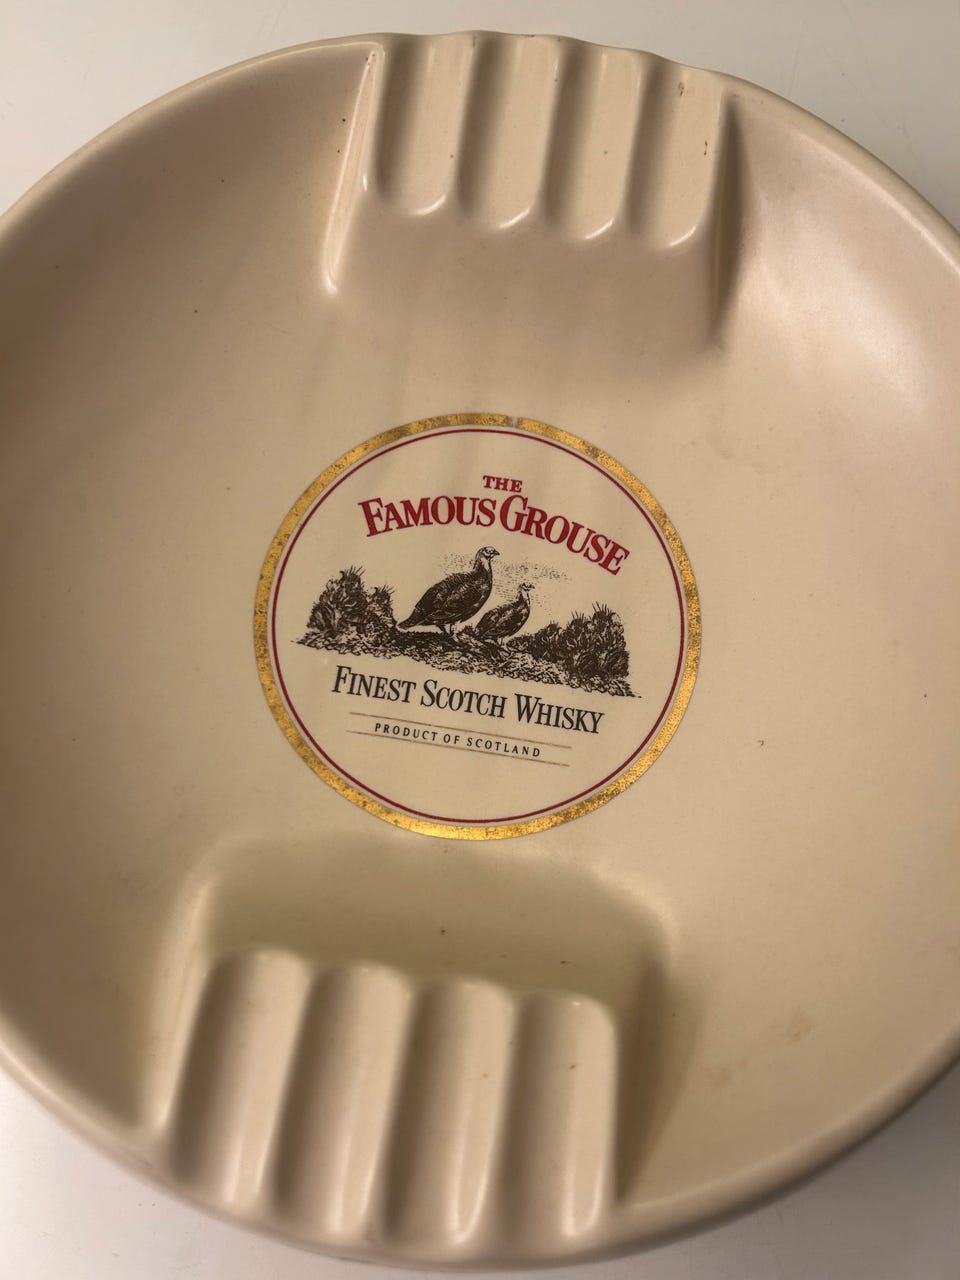 THE
FAMOUS GROUSE
FINEST SCOTCH WHISKY
PRODUCT OF SCOTLAND